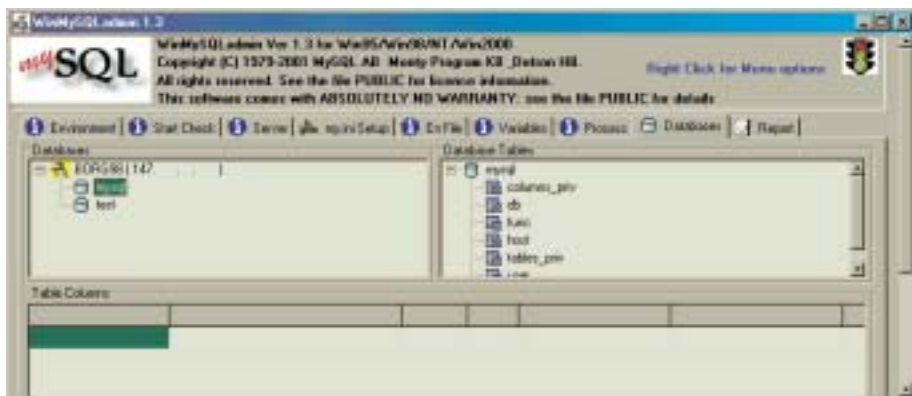 WinMySQLadmin 1.3
mySQL
WinMySQLadmin Ver 1.3 for Win95/Win98/NT/Win2000
Copyright (C) 1979-2001 MySQL AB Monty Program KB Detron HB
All rights reserved. See the file PUBLIC for licence information.
This software comes with ABSOLUTELY NO WARRANTY: see the file PUBLIC for details
Right Click for Menu options
Environment Start Check Server my.ini Setup Err File Variables Process Databases Report
Databases
BORG98 (147. . . )
mysql
test
Database Tables
mysql
columns_priv
db
func
host
tables_priv
user
Table Columns